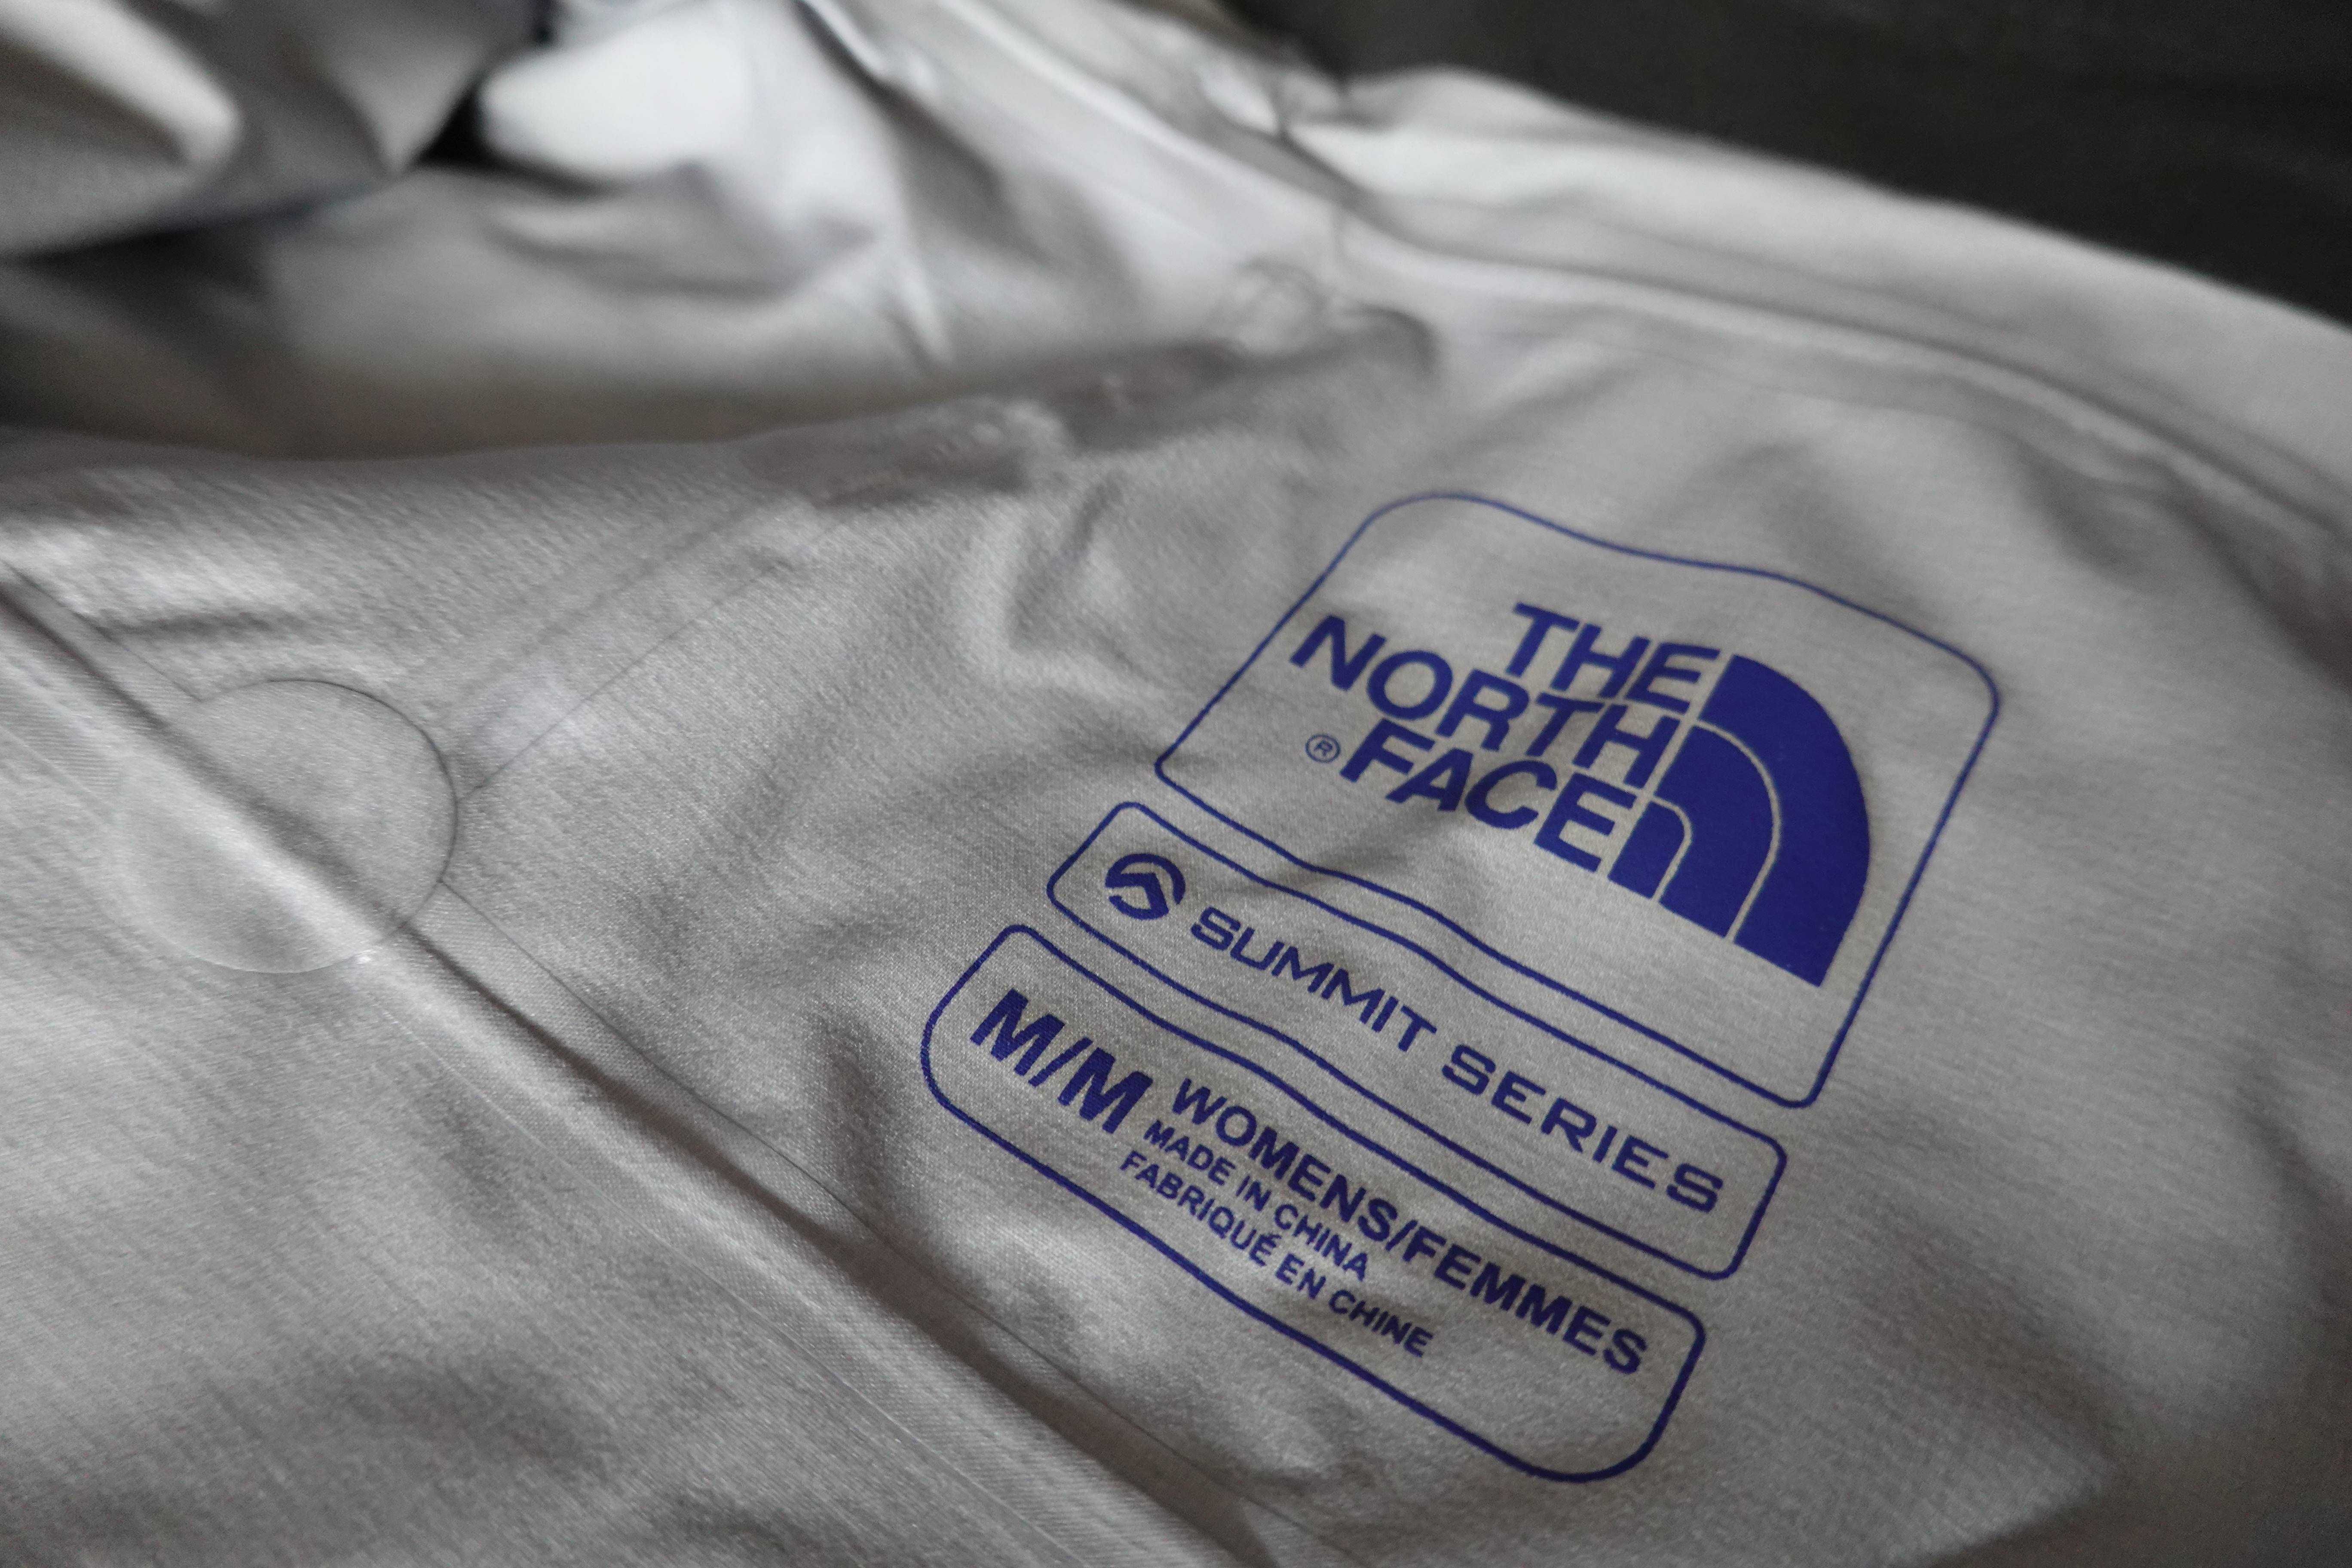 THE
NORTH
® FACE
SUMMIT SERIES
M/M WOMENS/FEMMES
MADE IN CHINA
FABRIQUÉ EN CHINE